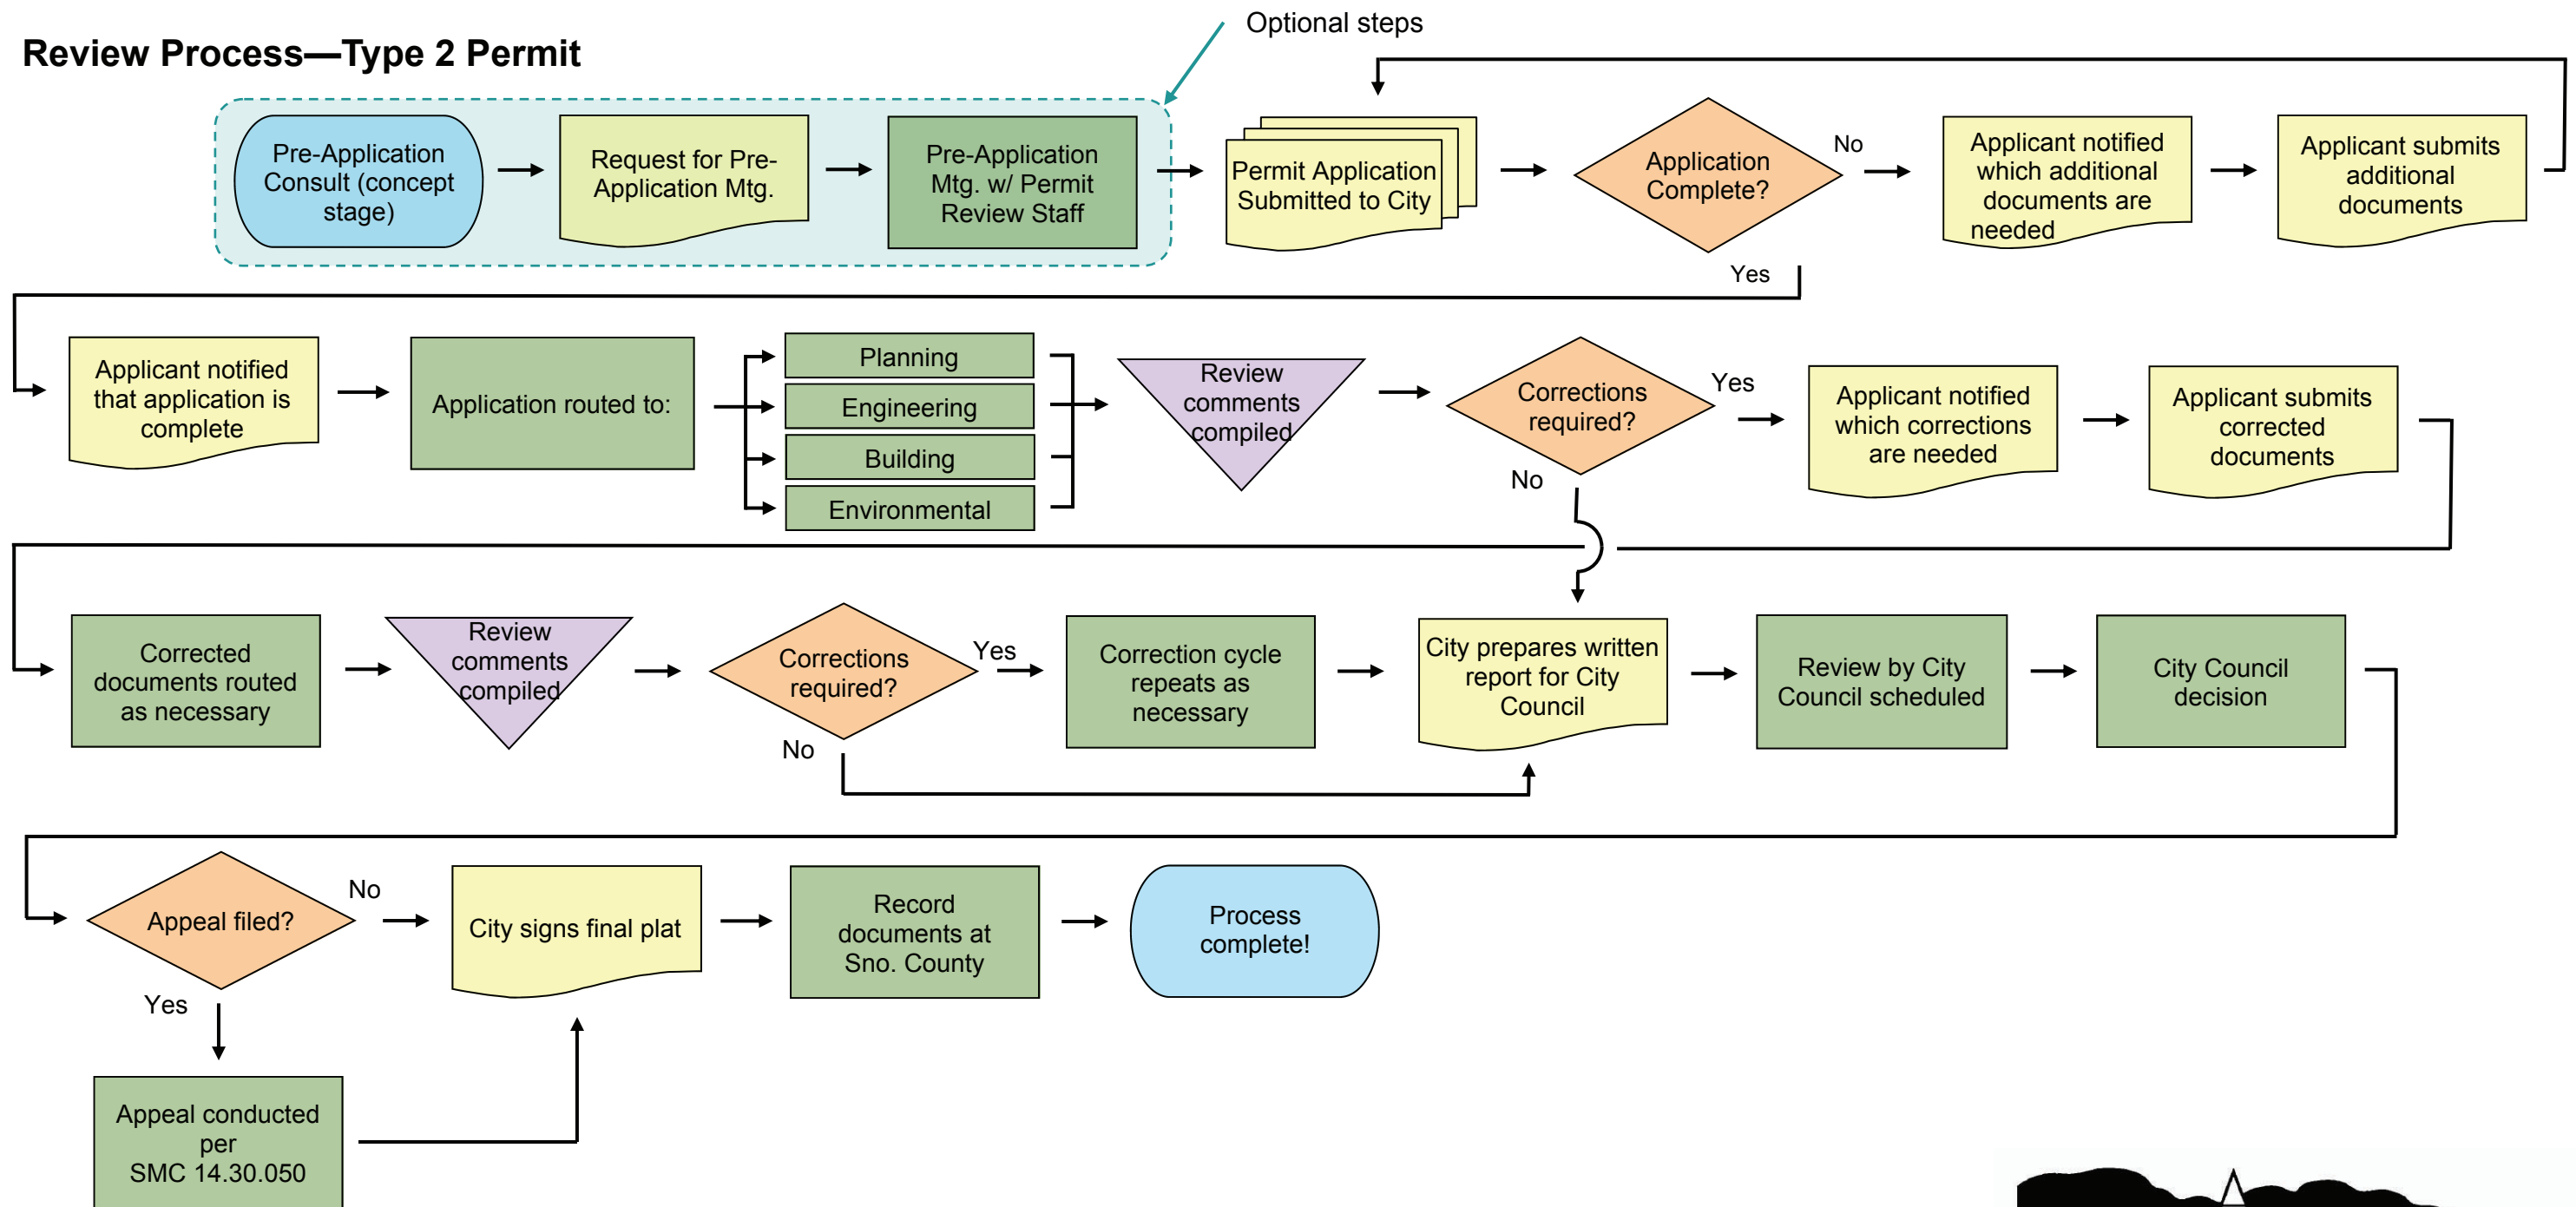 Optional steps
Review Process—Type 2 Permit
Pre-Application
Consult (concept
stage)
Request for Pre-
Application Mtg.
Pre-Application
Mtg. w/ Permit
Review Staff
Permit Application
Submitted to City
Application
Complete?
No
Applicant notified
which additional
documents are
needed
Applicant submits
additional
documents
Yes
Applicant notified
that application is
complete
Application routed to:
Planning
Engineering
Building
Environmental
Review
comments
compiled
Corrections
required?
Yes
No
Applicant notified
which corrections
are needed
Applicant submits
corrected
documents
Corrected
documents routed
as necessary
Review
comments
compiled
Corrections
required?
Yes
No
Correction cycle
repeats as
necessary
City prepares written
report for City
Council
Review by City
Council scheduled
City Council
decision
Appeal filed?
No
Yes
City signs final plat
Record
documents at
Sno. County
Process
complete!
Appeal conducted
per
SMC 14.30.050